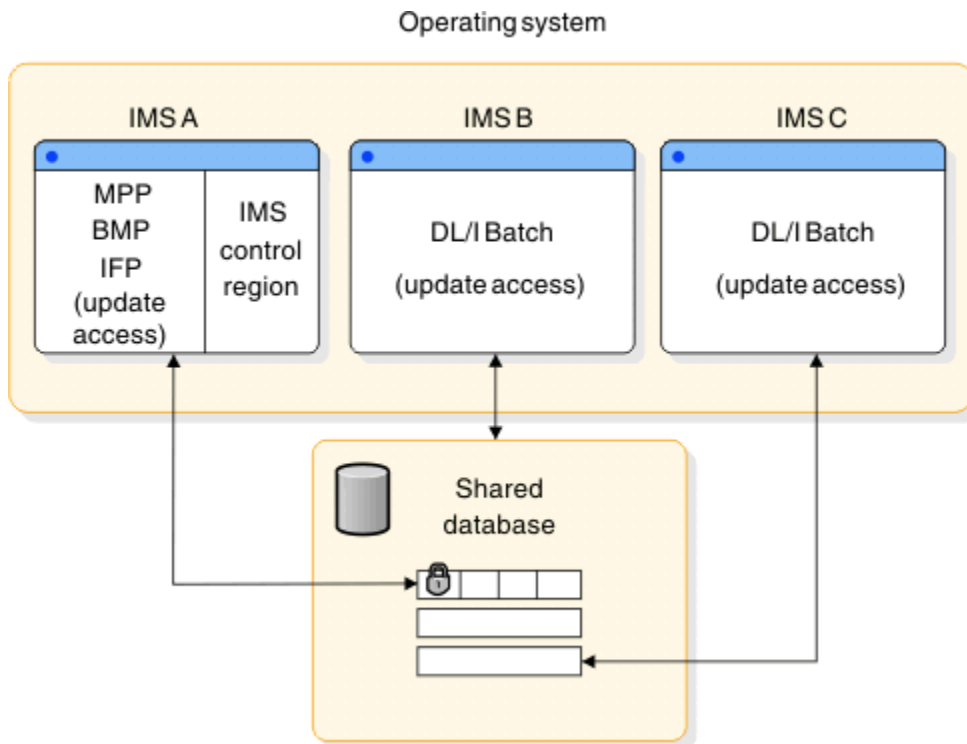 Operating system
IMS A
IMS B
IMS C
MPP
BMP
IFP
(update
access)
IMS
control
region
DL/I Batch
(update access)
DL/I Batch
(update access)
Shared
database